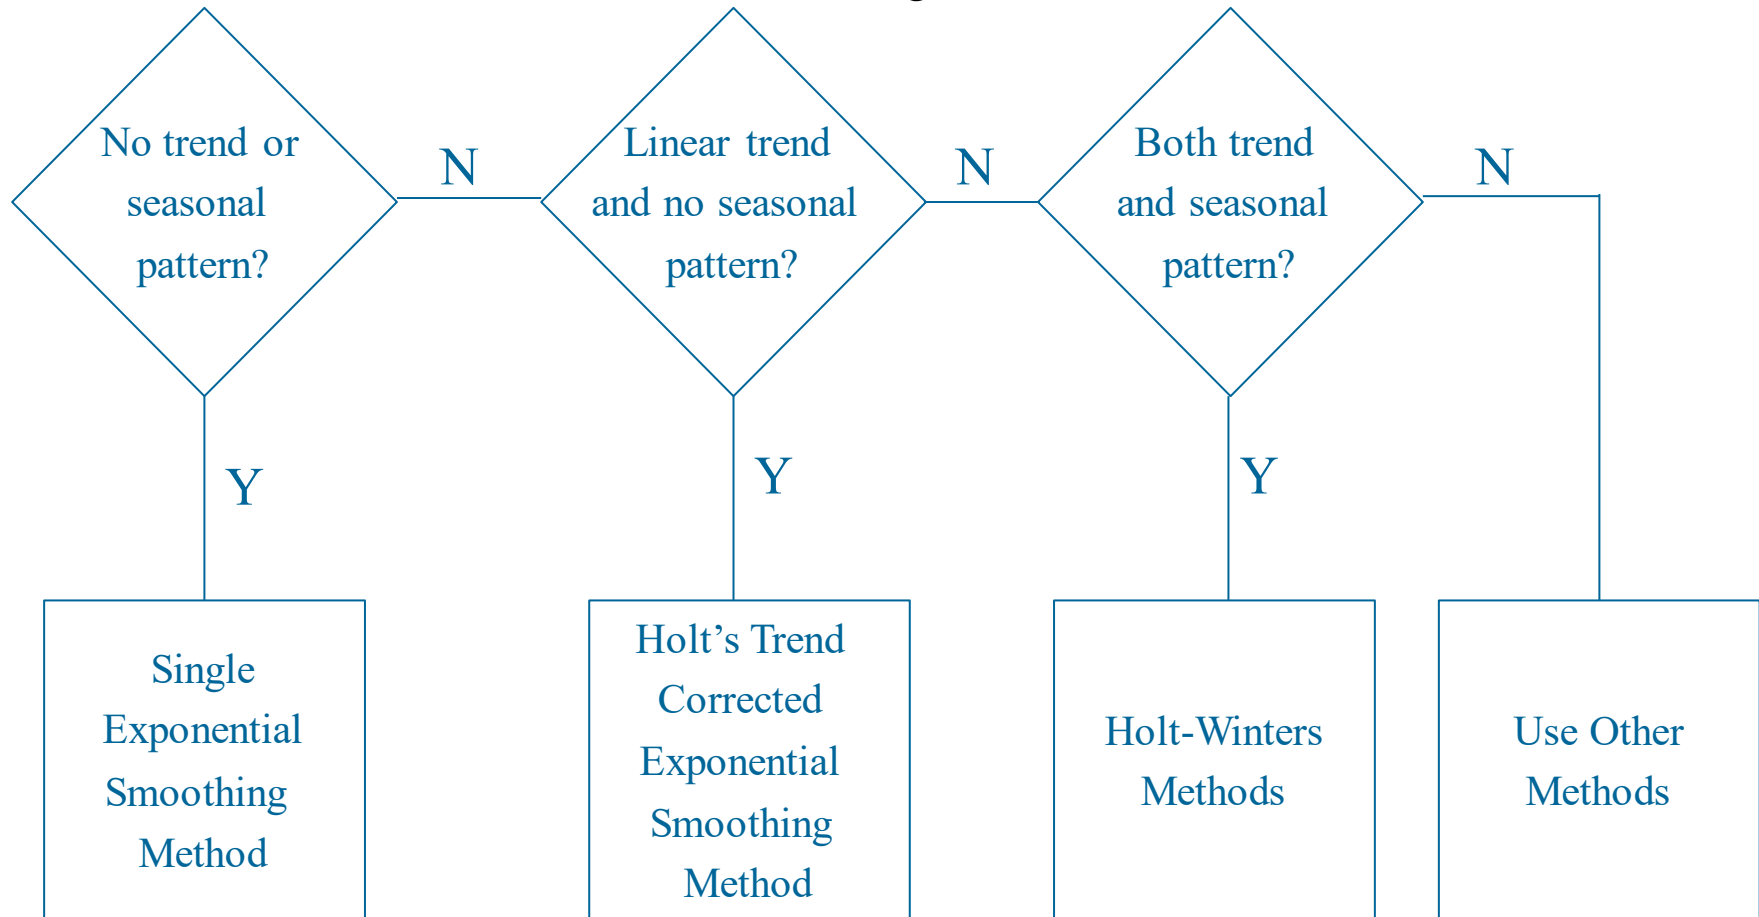 No trend or
seasonal
pattern?
N
Linear trend
and no seasonal
pattern?
N
Both trend
and seasonal
pattern?
N
Y
Y
Y
Single
Exponential
Smoothing
Method
Holt’s Trend
Corrected
Exponential
Smoothing
Method
Holt-Winters
Methods
Use Other
Methods